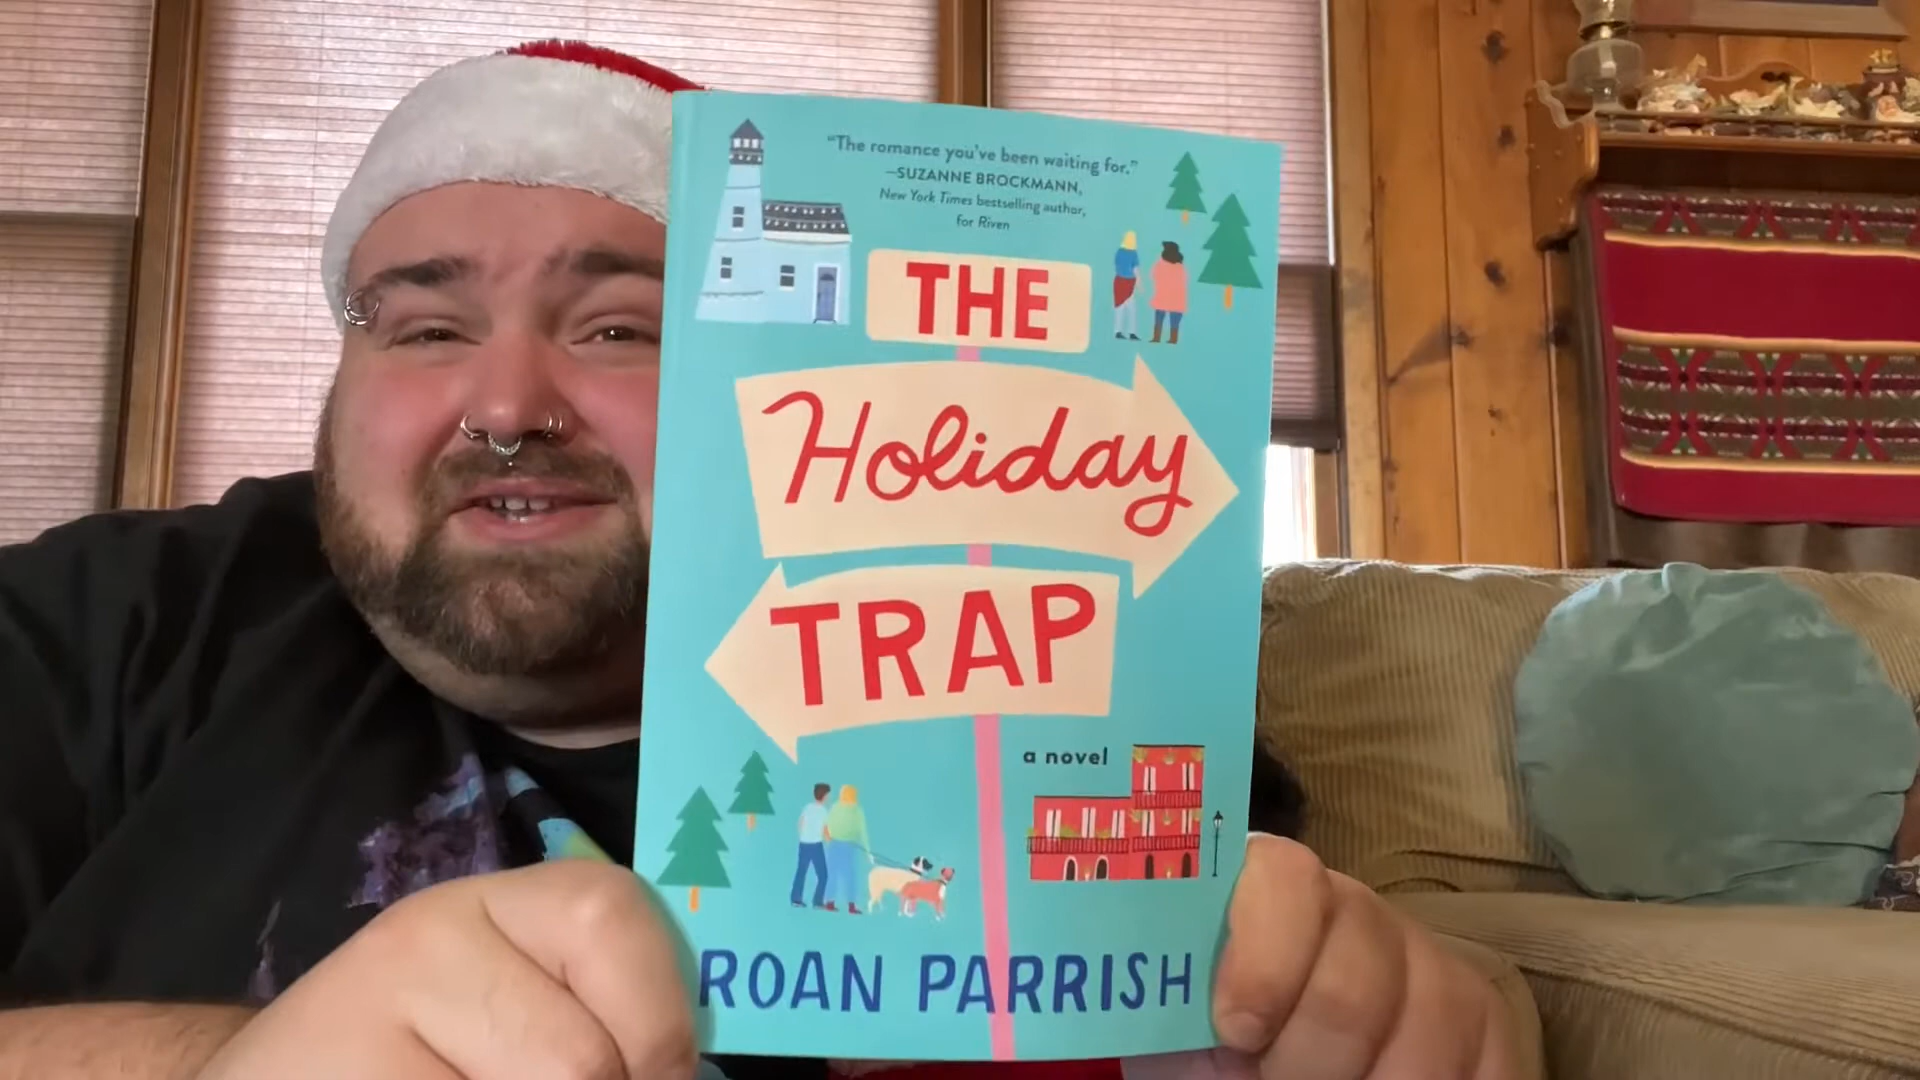 “The romance you’ve been waiting for.”
—SUZANNE BROCKMANN,
New York Times bestselling author,
for Riven
THE
Holiday
TRAP
a novel
ROAN PARRISH